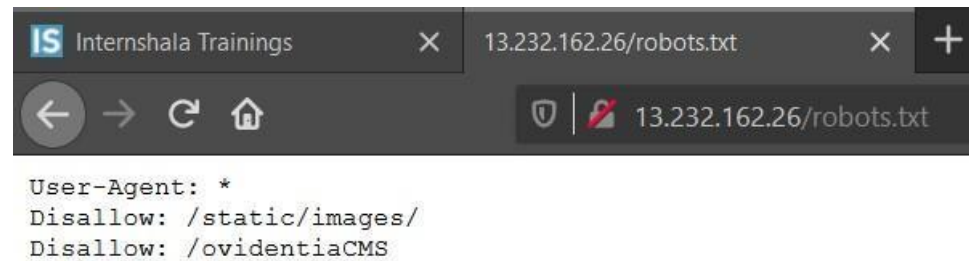 IS Internshala Trainings
13.232.162.26/robots.txt
13.232.162.26/robots.txt
User-Agent: *
Disallow: /static/images/
Disallow: /ovidentiaCMS